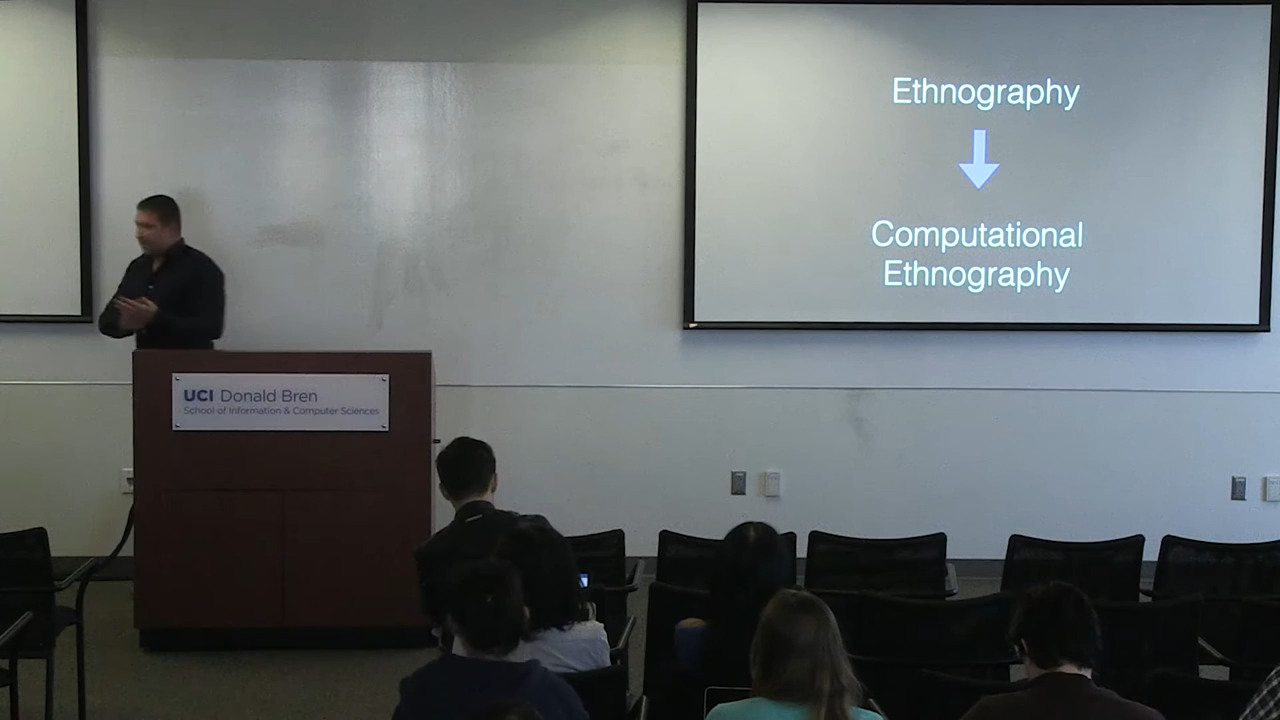 Ethnography
Computational
Ethnography
UCI Donald Bren
School of Information & Computer Sciences